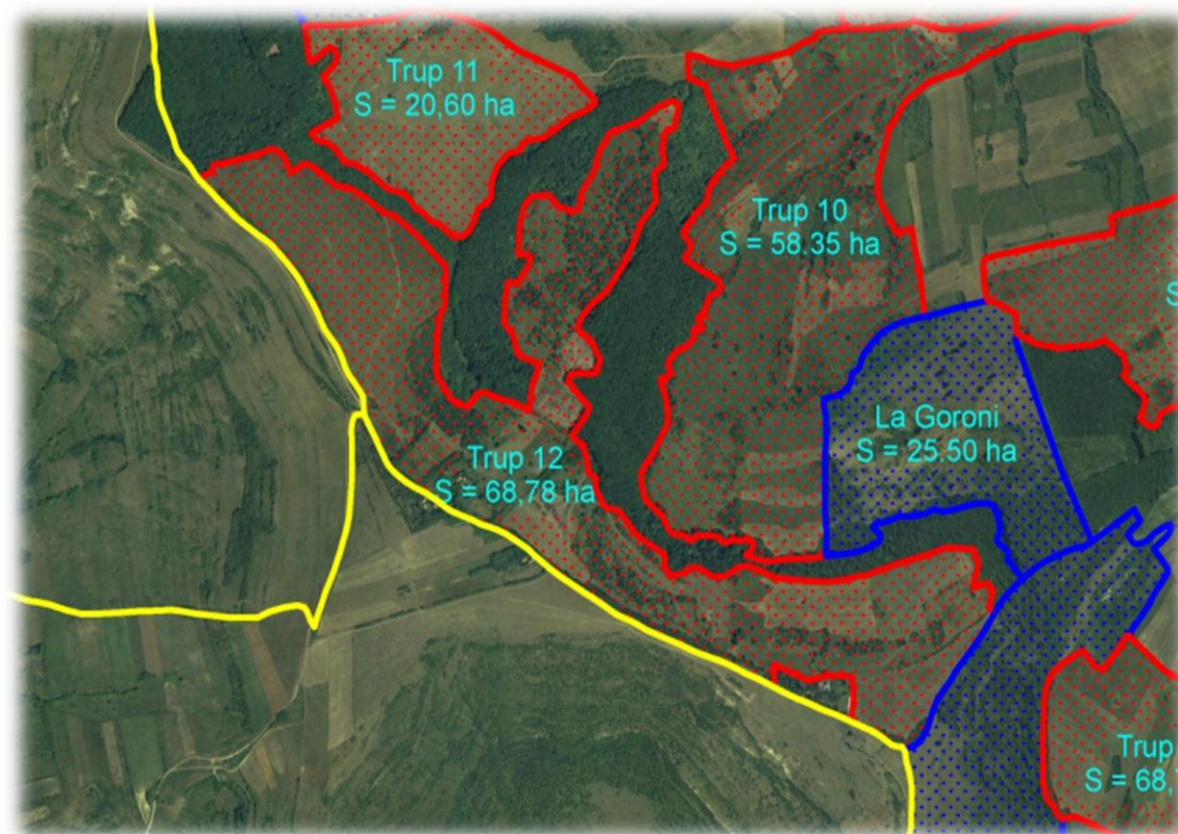 Trup 11
S = 20,60 ha
Trup 10
S = 58.35 ha
S
La Goroni
S = 25.50 ha
Trup 12
S = 68,78 ha
Trup
S = 68,